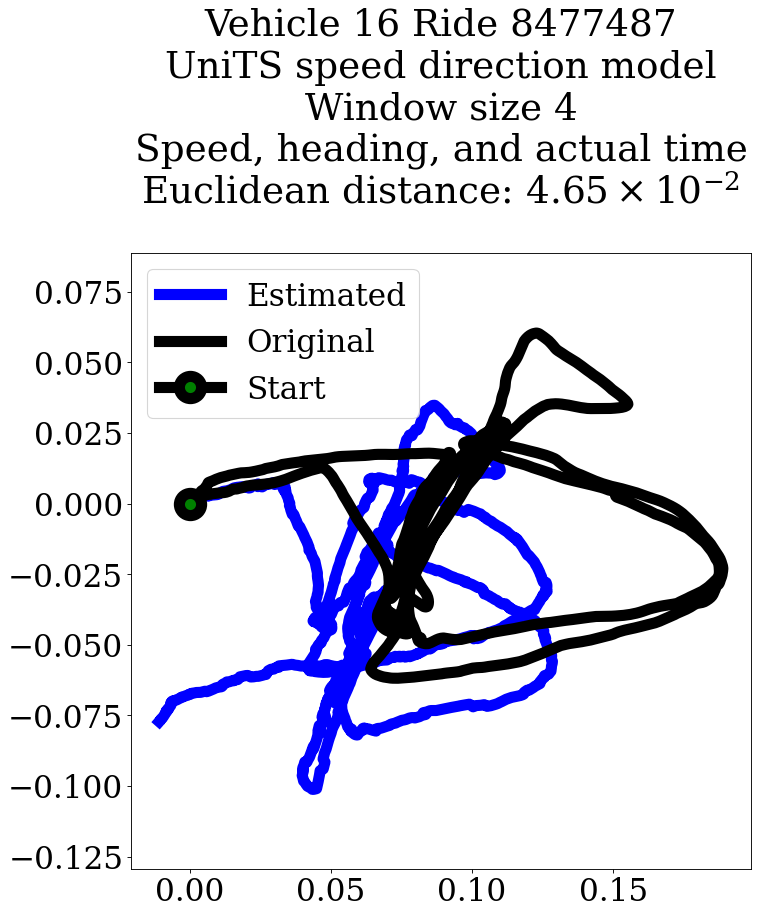 Vehicle 16 Ride 8477487
UniTS speed direction model
Window size 4
Speed, heading, and actual time
Euclidean distance: 4.65 × 10⁻²
Estimated
Original
Start
0.075
0.050
0.025
0.000
−0.025
−0.050
−0.075
−0.100
−0.125
0.00 0.05 0.10 0.15